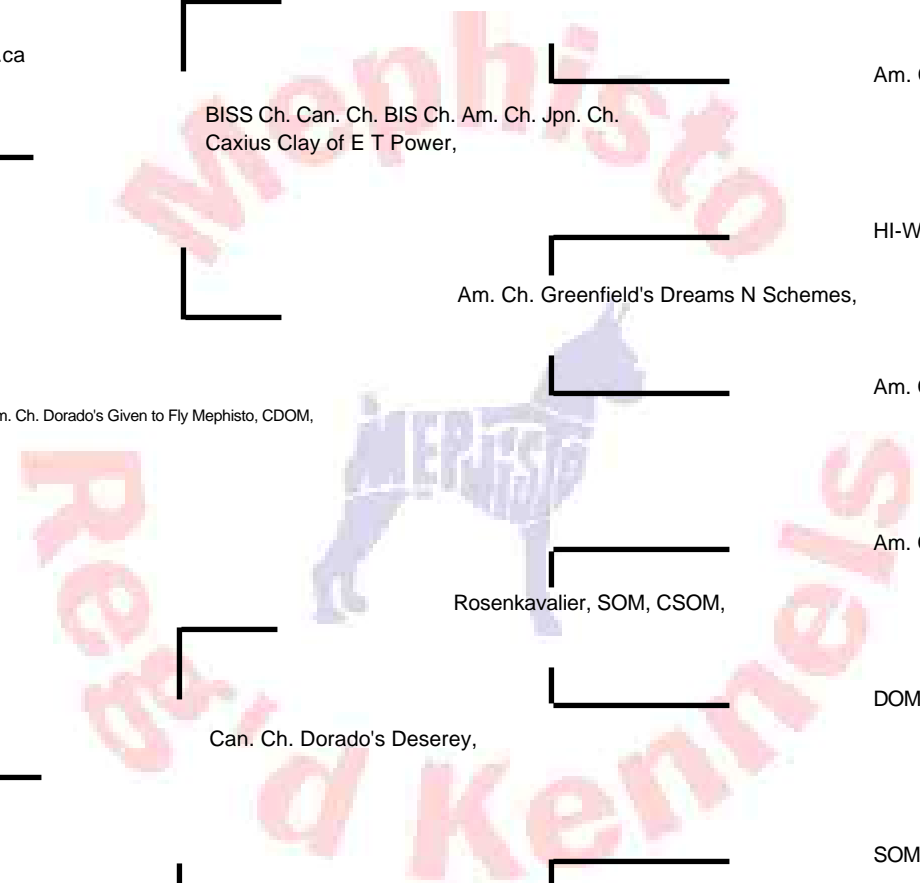 .ca
Am. C
BISS Ch. Can. Ch. BIS Ch. Am. Ch. Jpn. Ch.
Caxius Clay of E T Power,
HI-W
Am. Ch. Greenfield's Dreams N Schemes,
Am. C
m. Ch. Dorado's Given to Fly Mephisto, CDOM,
Am. C
Rosenkavalier, SOM, CSOM,
DOM
Can. Ch. Dorado's Deserey,
SOM
Mephisto
MEPHISTO
Reg'd Kennels